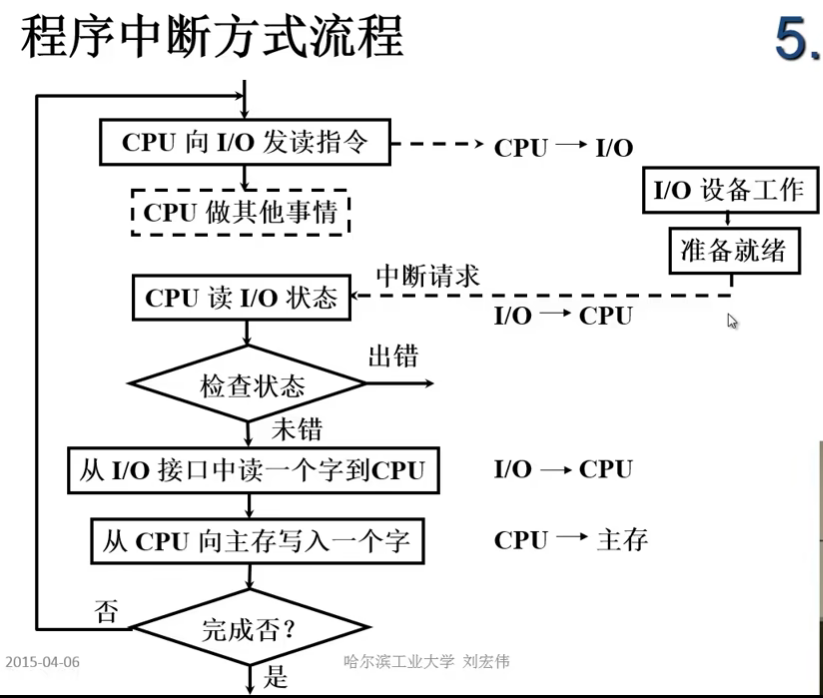 程序中断方式流程
5.
CPU 向 I/O 发读指令
CPU → I/O
I/O 设备工作
CPU 做其他事情
准备就绪
中断请求
CPU 读 I/O 状态
I/O → CPU
出错
检查状态
未错
从 I/O 接口中读一个字到CPU
I/O → CPU
从 CPU 向主存写入一个字
CPU → 主存
否
完成否？
2015-04-06
哈尔滨工业大学 刘宏伟
是